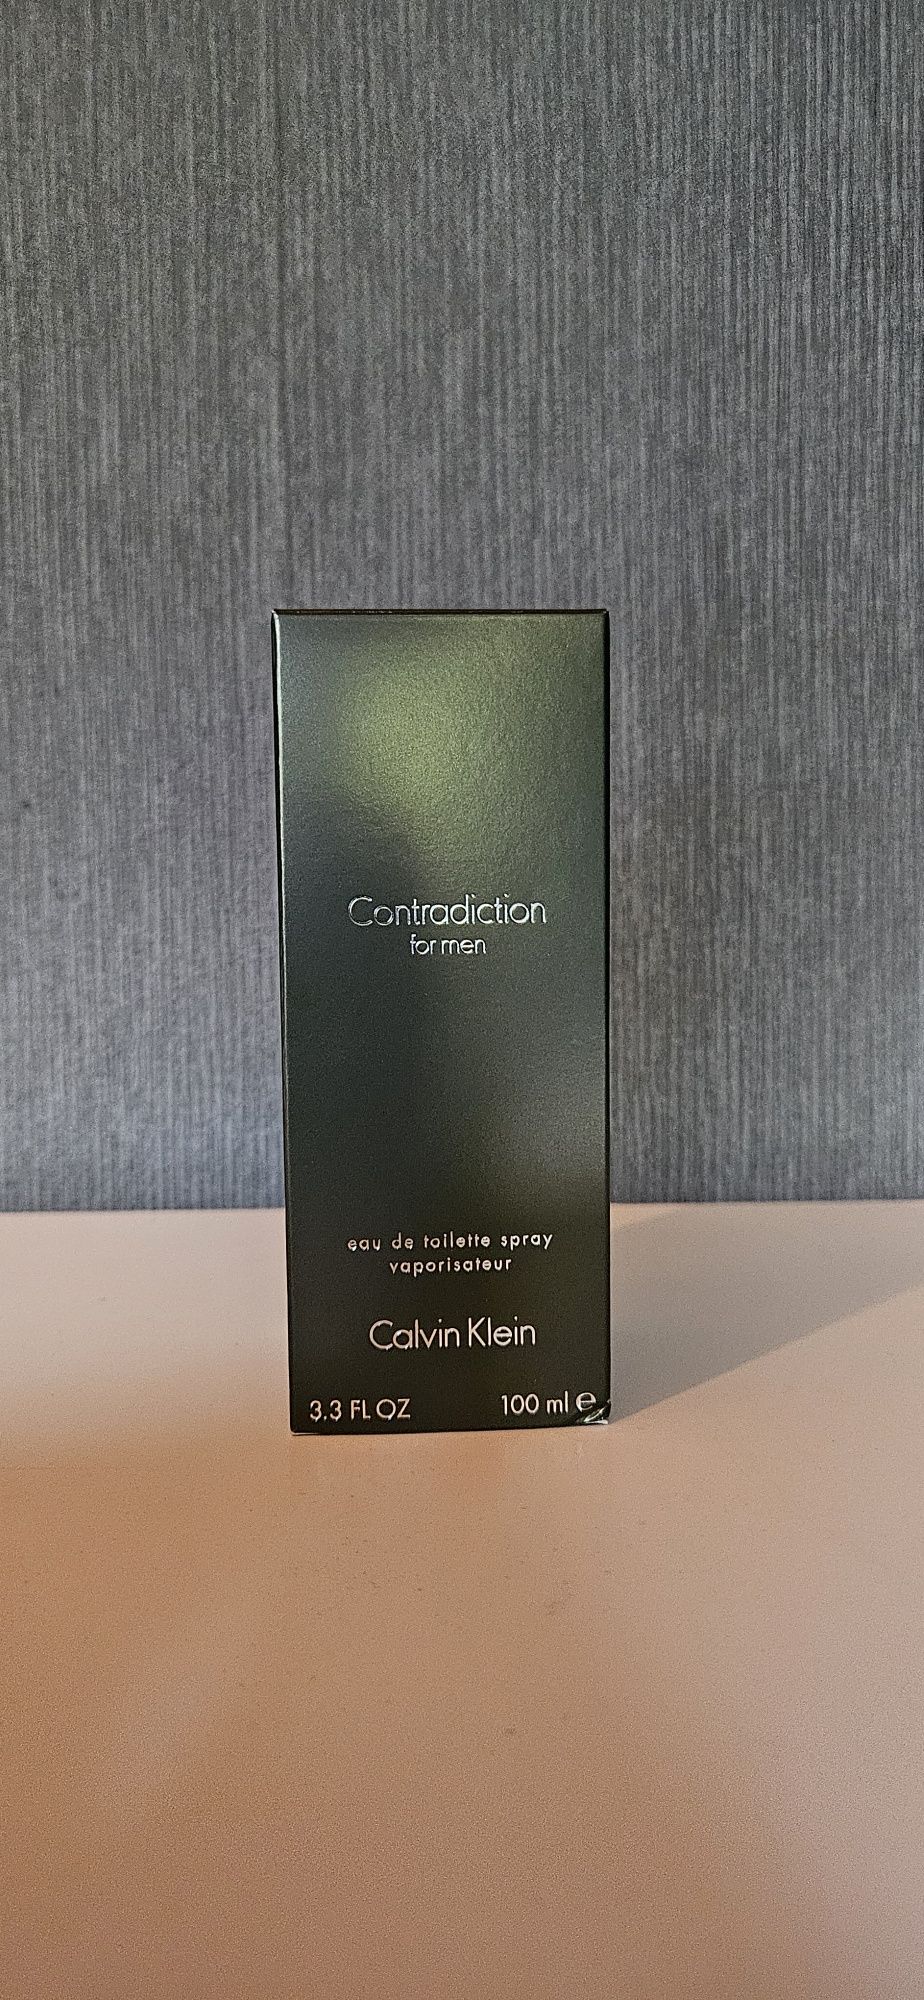 Contradiction
for men
eau de toilette spray
vaporisateur
Calvin Klein
3.3 FL OZ 100 ml ℮